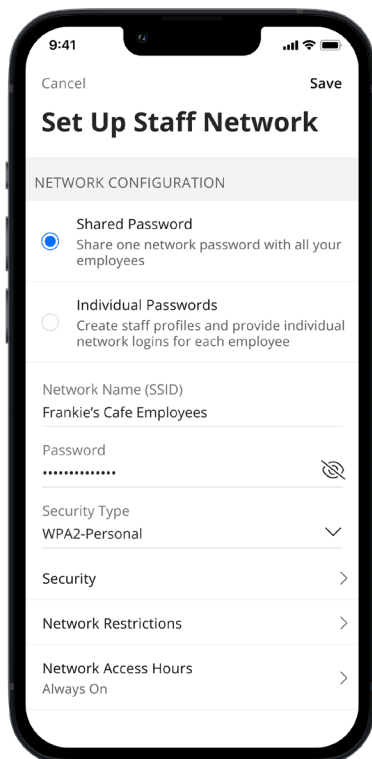 9:41
Cancel
Save
Set Up Staff Network
NETWORK CONFIGURATION
Shared Password
Share one network password with all your
employees
Individual Passwords
Create staff profiles and provide individual
network logins for each employee
Network Name (SSID)
Frankie's Cafe Employees
Password
••••••••••••••
Security Type
WPA2-Personal
Security
Network Restrictions
Network Access Hours
Always On